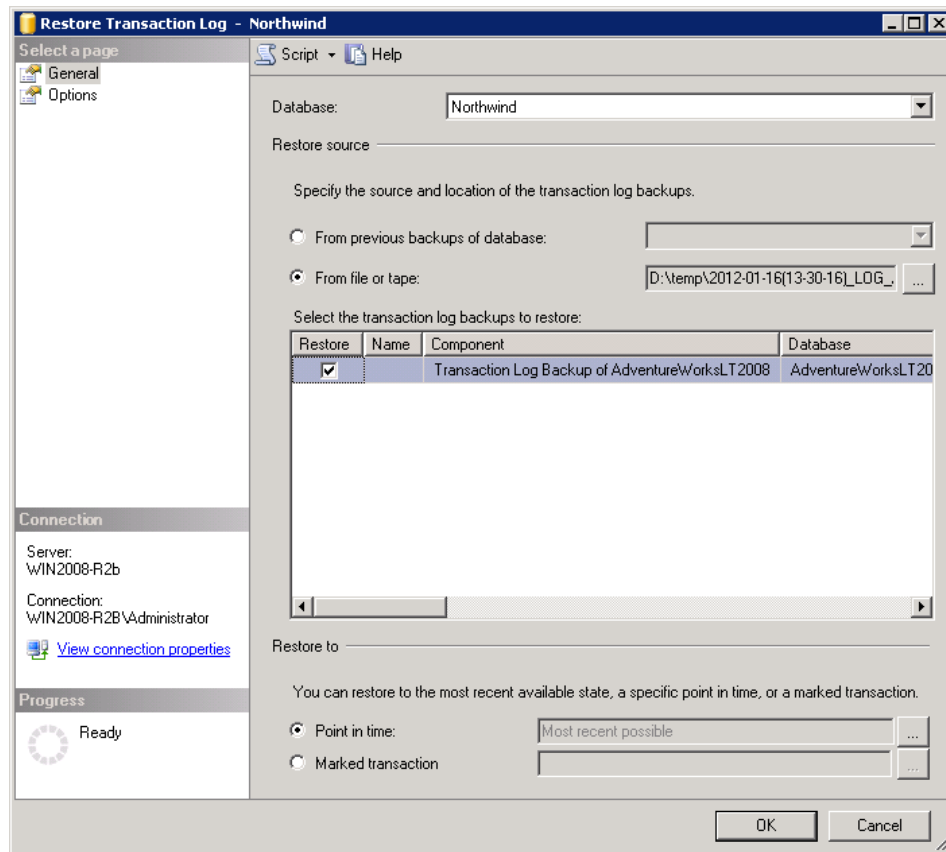 Restore Transaction Log - Northwind
Select a page
General
Options
Script Help
Database: Northwind
Restore source
Specify the source and location of the transaction log backups.
From previous backups of database:
From file or tape: D:\temp\2012-01-16(13-30-16)_LOG_. ...
Select the transaction log backups to restore:
Restore Name Component Database
Transaction Log Backup of AdventureWorksLT2008 AdventureWorksLT20
Connection
Server:
WIN2008-R2b
Connection:
WIN2008-R2B\Administrator
View connection properties
Restore to
You can restore to the most recent available state, a specific point in time, or a marked transaction.
Progress
Ready
Point in time: Most recent possible ...
Marked transaction ...
OK Cancel